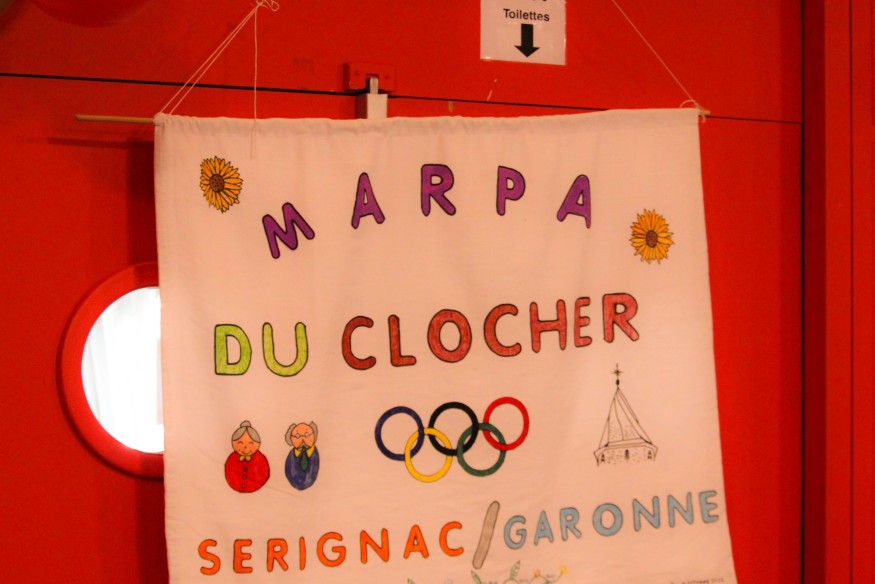 Toilettes
MARPA
DU CLOCHER
SERIGNAC/GARONNE